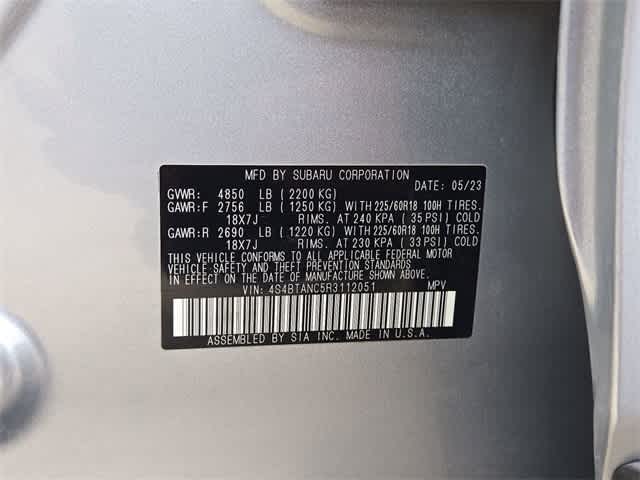 MFD BY SUBARU CORPORATION
DATE: 05/23
GVWR: 4850 LB (2200 KG)
GAWR:F 2756 LB (1250 KG) WITH 225/60R18 100H TIRES.
18X7J RIMS. AT 240 KPA (35 PSI) COLD
GAWR:R 2690 LB (1220 KG) WITH 225/60R18 100H TIRES.
18X7J RIMS. AT 230 KPA (33 PSI) COLD
THIS VEHICLE CONFORMS TO ALL APPLICABLE FEDERAL MOTOR
VEHICLE SAFETY AND THEFT PREVENTION STANDARDS
IN EFFECT ON THE DATE OF MANUFACTURE SHOWN ABOVE.
VIN: 4S4BTANC5R3112051 MPV
ASSEMBLED BY SIA INC. MADE IN U.S.A.